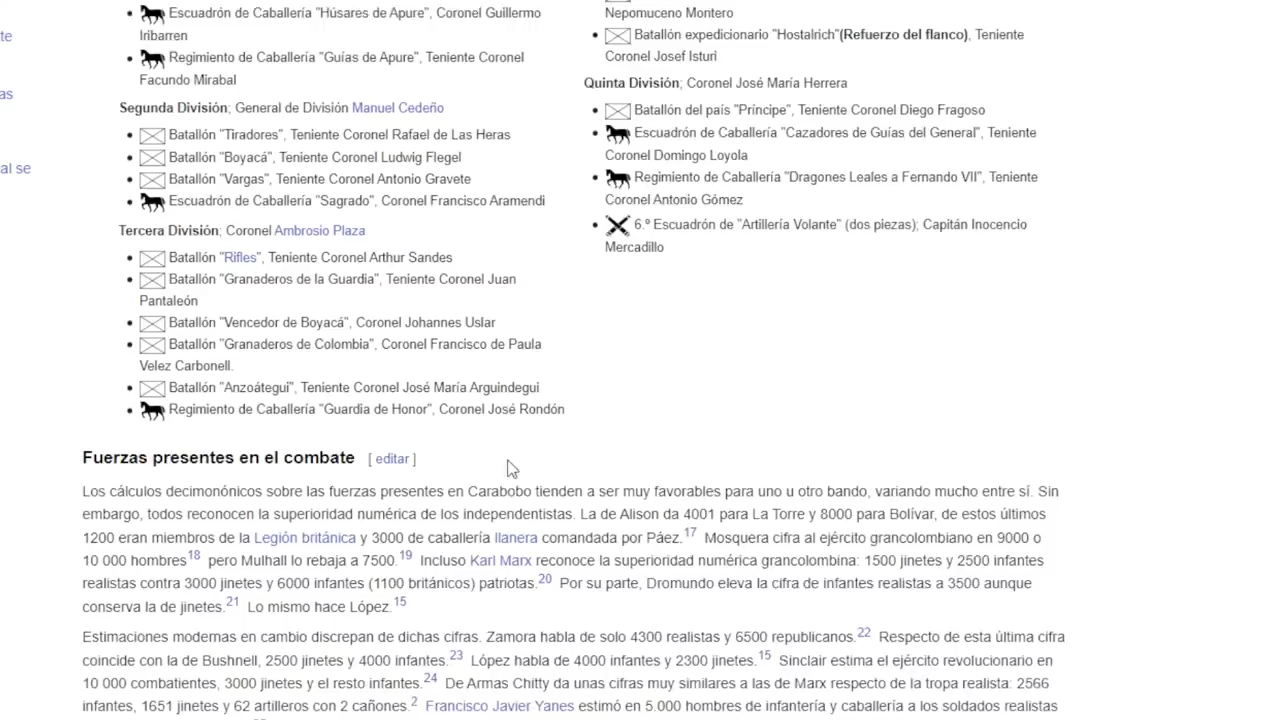 te
as
al se
Escuadrón de Caballería "Húsares de Apure", Coronel Guillermo
Iribarren
Regimiento de Caballería "Guías de Apure", Teniente Coronel
Facundo Mirabal
Segunda División; General de División Manuel Cedeño
Batallón "Tiradores", Teniente Coronel Rafael de Las Heras
Batallón "Boyacá", Teniente Coronel Ludwig Flegel
Batallón "Vargas", Teniente Coronel Antonio Gravete
Escuadrón de Caballería "Sagrado", Coronel Francisco Aramendi
Tercera División; Coronel Ambrosio Plaza
Batallón "Rifles", Teniente Coronel Arthur Sandes
Batallón "Granaderos de la Guardia", Teniente Coronel Juan
Pantaleón
Batallón "Vencedor de Boyacá", Coronel Johannes Uslar
Batallón "Granaderos de Colombia", Coronel Francisco de Paula
Velez Carbonell.
Batallón "Anzoátegui", Teniente Coronel José María Arguindegui
Regimiento de Caballería "Guardia de Honor", Coronel José Rondón
Nepomuceno Montero
Batallón expedicionario "Hostalrich"(Refuerzo del flanco), Teniente
Coronel Josef Isturi
Quinta División; Coronel José María Herrera
Batallón del país "Príncipe", Teniente Coronel Diego Fragoso
Escuadrón de Caballería "Cazadores de Guías del General", Teniente
Coronel Domingo Loyola
Regimiento de Caballería "Dragones Leales a Fernando VII", Teniente
Coronel Antonio Gómez
6.º Escuadrón de "Artillería Volante" (dos piezas); Capitán Inocencio
Mercadillo
Fuerzas presentes en el combate [ editar ]
Los cálculos decimonónicos sobre las fuerzas presentes en Carabobo tienden a ser muy favorables para uno u otro bando, variando mucho entre sí. Sin
embargo, todos reconocen la superioridad numérica de los independentistas. La de Alison da 4001 para La Torre y 8000 para Bolívar, de estos últimos
1200 eran miembros de la Legión británica y 3000 de caballería llanera comandada por Páez.17 Mosquera cifra al ejército grancolombiano en 9000 o
10 000 hombres18 pero Mulhall lo rebaja a 7500.19 Incluso Karl Marx reconoce la superioridad numérica grancolombina: 1500 jinetes y 2500 infantes
realistas contra 3000 jinetes y 6000 infantes (1100 británicos) patriotas.20 Por su parte, Dromundo eleva la cifra de infantes realistas a 3500 aunque
conserva la de jinetes.21 Lo mismo hace López.15
Estimaciones modernas en cambio discrepan de dichas cifras. Zamora habla de solo 4300 realistas y 6500 republicanos.22 Respecto de esta última cifra
coincide con la de Bushnell, 2500 jinetes y 4000 infantes.23 López habla de 4000 infantes y 2300 jinetes.15 Sinclair estima el ejército revolucionario en
10 000 combatientes, 3000 jinetes y el resto infantes.24 De Armas Chitty da unas cifras muy similares a las de Marx respecto de la tropa realista: 2566
infantes, 1651 jinetes y 62 artilleros con 2 cañones.2 Francisco Javier Yanes estimó en 5.000 hombres de infantería y caballería a los soldados realistas